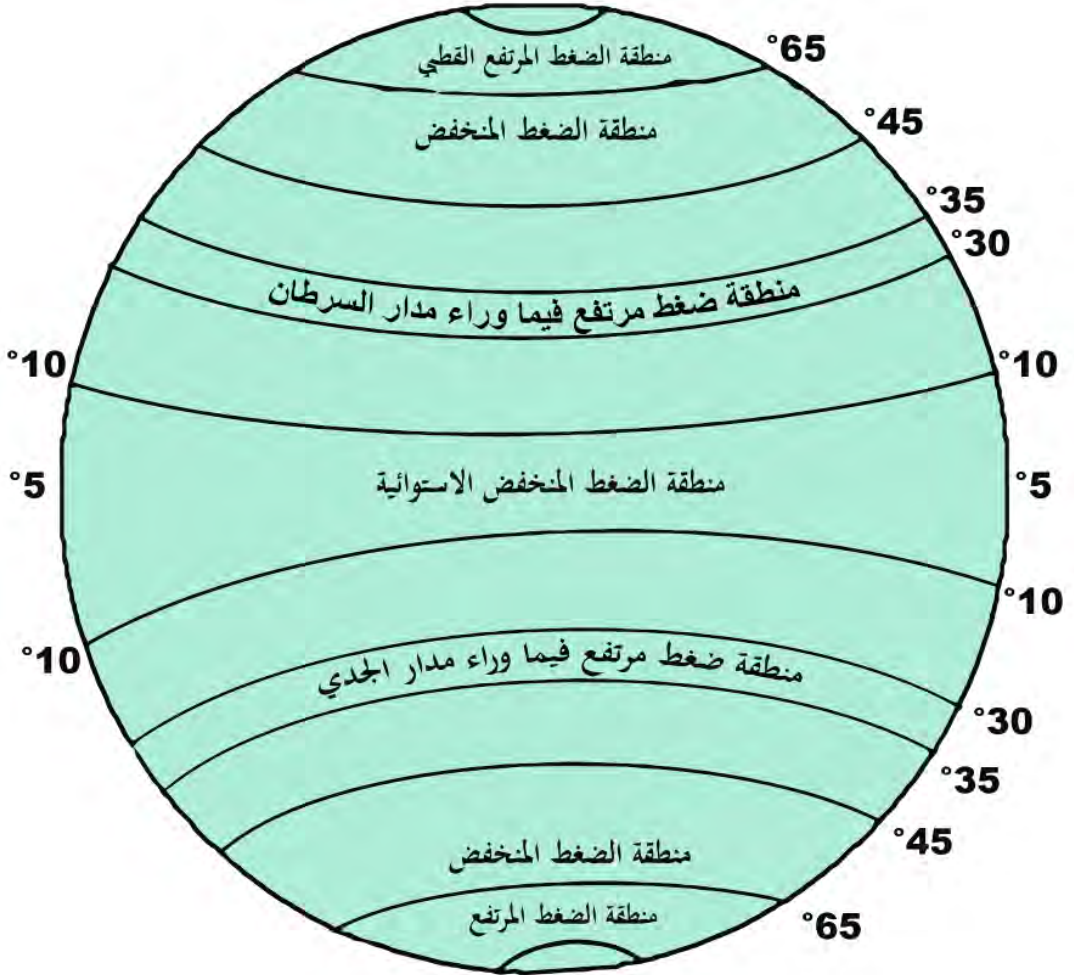 منطقة الضغط المرتفع القطبي
°65
منطقة الضغط المنخفض
°45
°35
°30
منطقة ضغط مرتفع فيما وراء مدار السرطان
°10
°10
منطقة الضغط المنخفض الاستوائية
°5
°5
°10
°10
منطقة ضغط مرتفع فيما وراء مدار الجدي
°30
°35
°45
منطقة الضغط المنخفض
منطقة الضغط المرتفع
°65